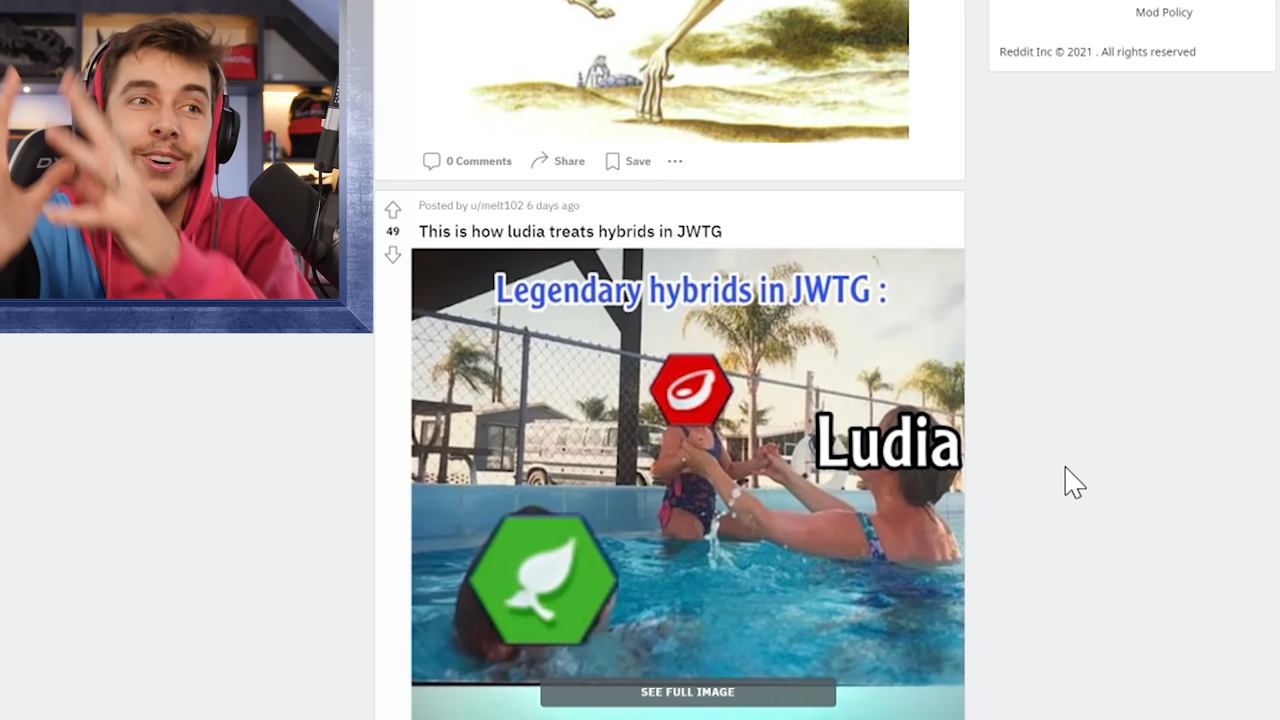 Mod Policy
Reddit Inc © 2021 . All rights reserved
0 Comments Share Save
Posted by u/melt102 6 days ago
49
This is how ludia treats hybrids in JWTG
Legendary hybrids in JWTG :
Ludia
SEE FULL IMAGE